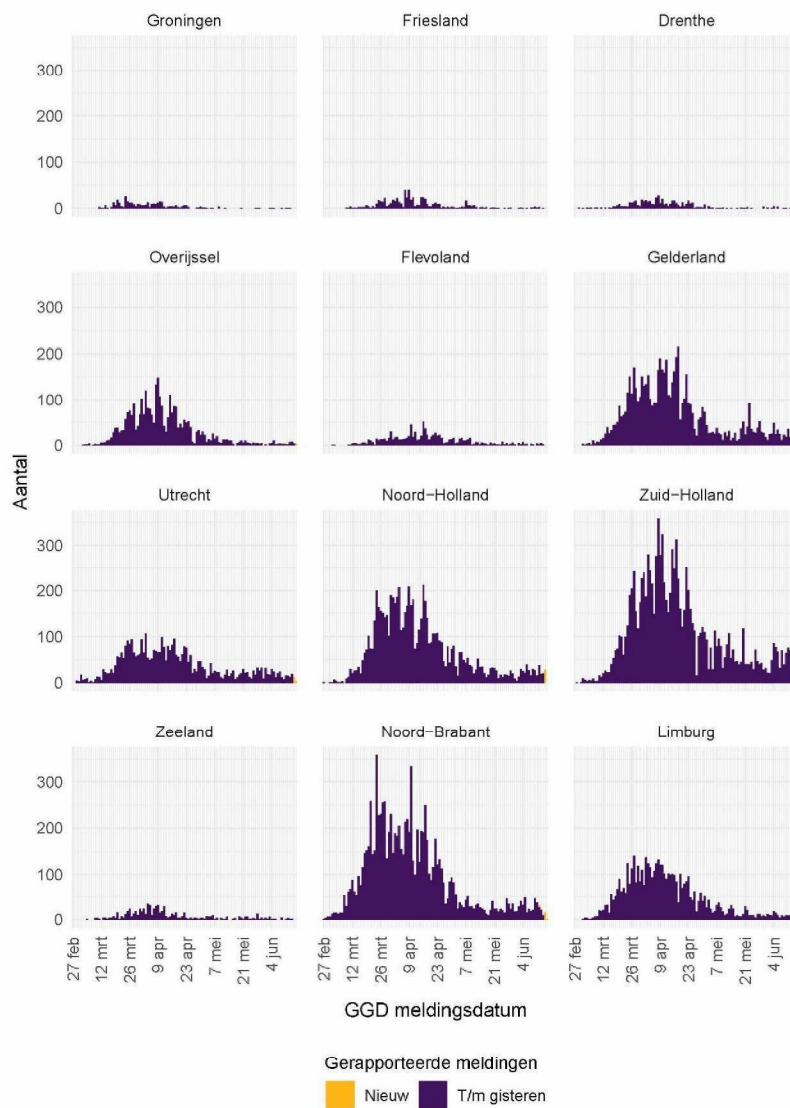 Groningen Friesland Drenthe
300
200
100
0
Overijssel Flevoland Gelderland
300
200
100
0
Aantal
Utrecht Noord-Holland Zuid-Holland
300
200
100
0
Zeeland Noord-Brabant Limburg
300
200
100
0
27 feb 12 mrt 26 mrt 9 apr 23 apr 7 mei 21 mei 4 jun 27 feb 12 mrt 26 mrt 9 apr 23 apr 7 mei 21 mei 4 jun 27 feb 12 mrt 26 mrt 9 apr 23 apr 7 mei 21 mei 4 jun
GGD meldingsdatum
Gerapporteerde meldingen
Nieuw T/m gisteren